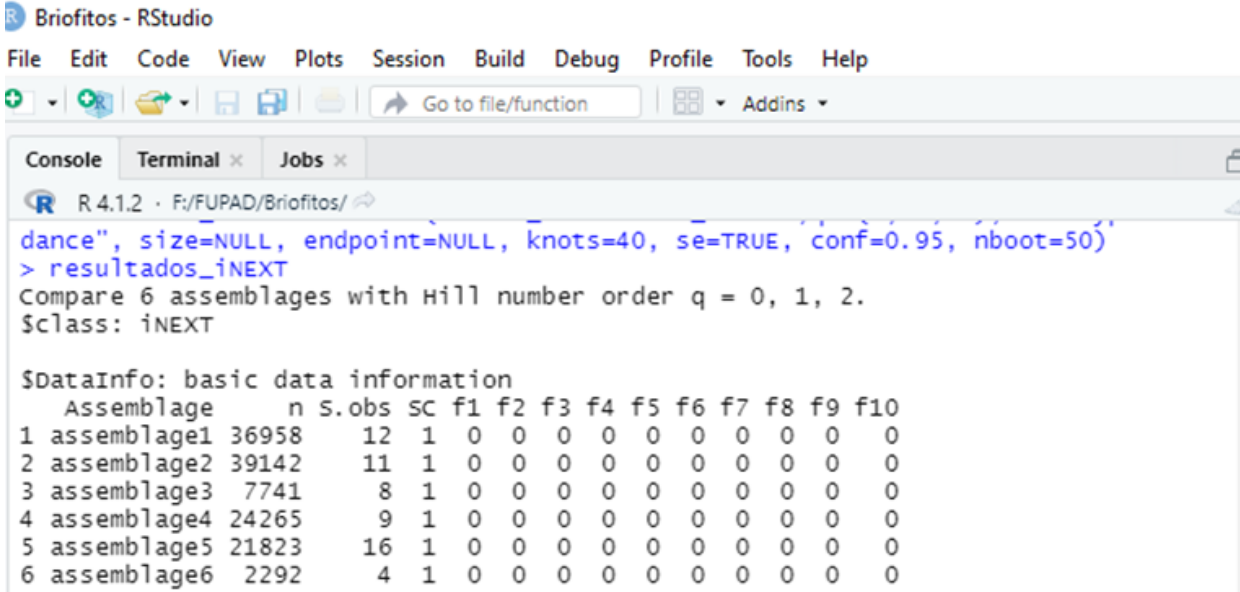 Briofitos - RStudio
File Edit Code View Plots Session Build Debug Profile Tools Help
Go to file/function Addins
Console Terminal Jobs
R 4.1.2 · F:/FUPAD/Briofitos/
dance", size=NULL, endpoint=NULL, knots=40, se=TRUE, conf=0.95, nboot=50)
> resultados_iNEXT
Compare 6 assemblages with Hill number order q = 0, 1, 2.
$class: iNEXT
$DataInfo: basic data information
Assemblage n S.obs SC f1 f2 f3 f4 f5 f6 f7 f8 f9 f10
1 assemblage1 36958 12 1 0 0 0 0 0 0 0 0 0 0
2 assemblage2 39142 11 1 0 0 0 0 0 0 0 0 0 0
3 assemblage3 7741 8 1 0 0 0 0 0 0 0 0 0 0
4 assemblage4 24265 9 1 0 0 0 0 0 0 0 0 0 0
5 assemblage5 21823 16 1 0 0 0 0 0 0 0 0 0 0
6 assemblage6 2292 4 1 0 0 0 0 0 0 0 0 0 0